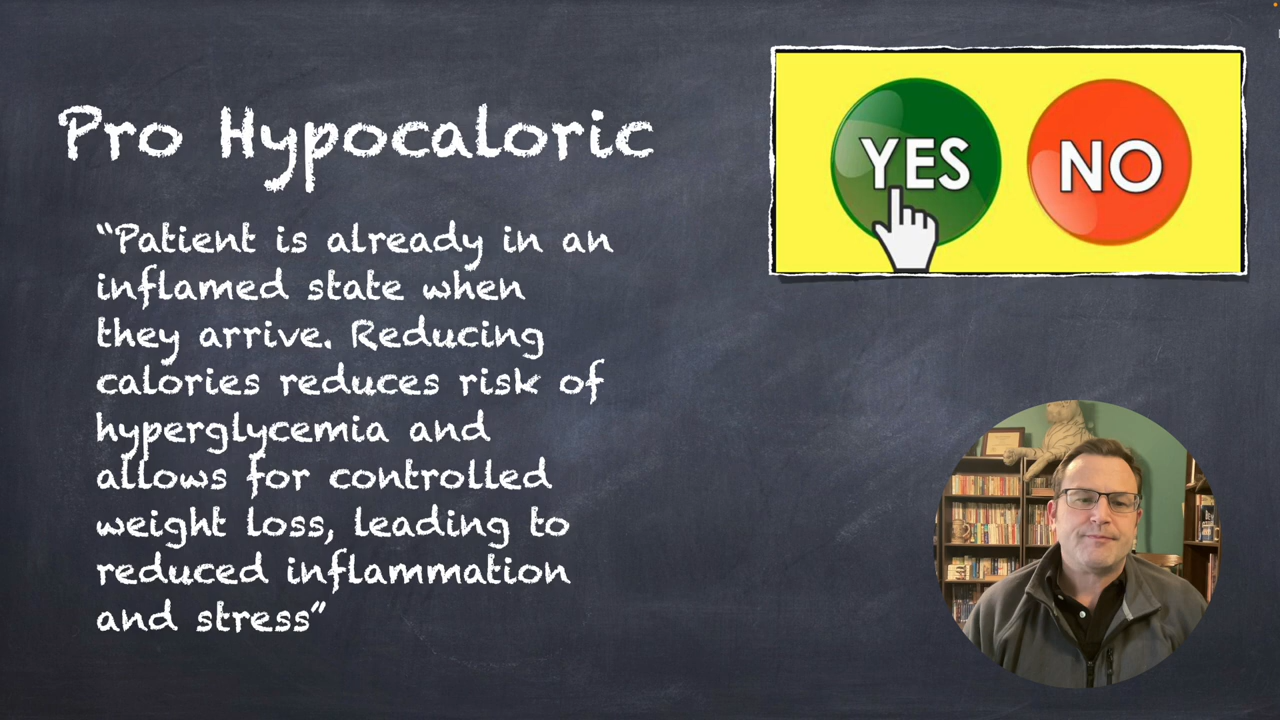 Pro Hypocaloric
YES NO
“Patient is already in an
inflamed state when
they arrive. Reducing
calories reduces risk of
hyperglycemia and
allows for controlled
weight loss, leading to
reduced inflammation
and stress”